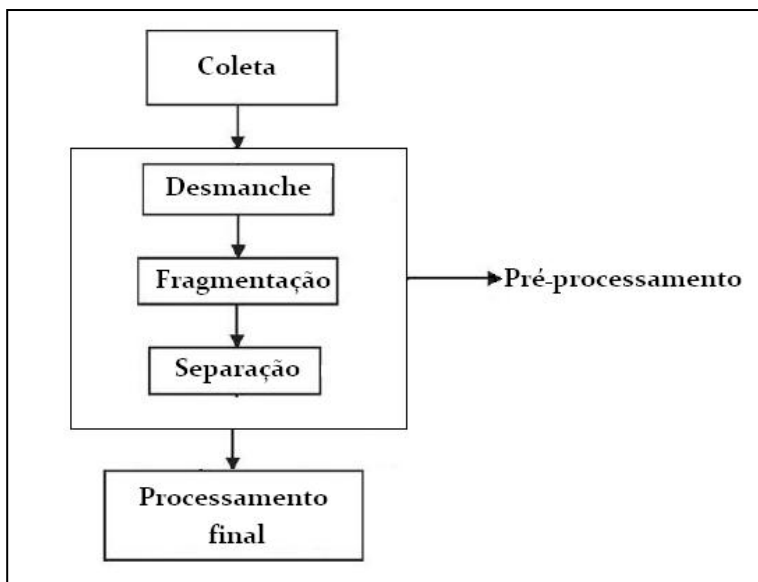 Coleta
Desmanche
Fragmentação
Pré-processamento
Separação
Processamento
final